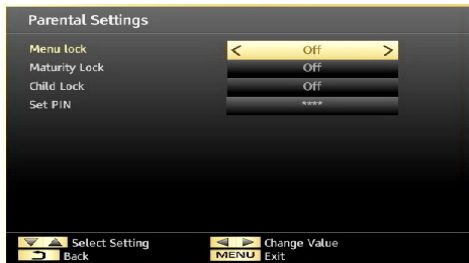 Parental Settings
Menu lock < Off >
Maturity Lock Off
Child Lock Off
Set PIN ****
Select Setting Change Value
Back MENU Exit